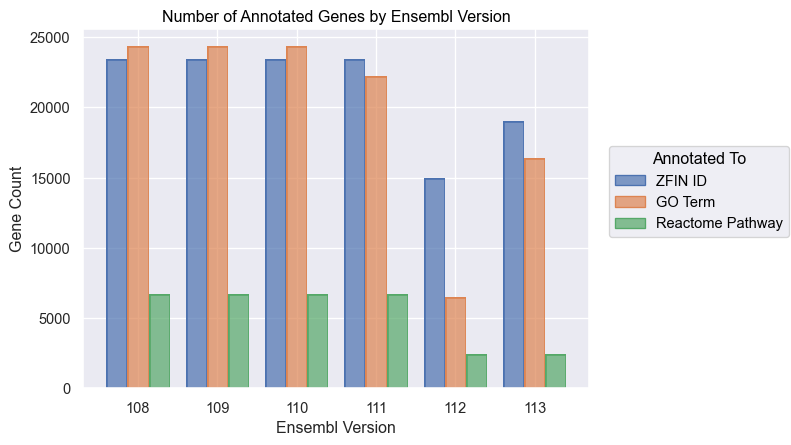 Number of Annotated Genes by Ensembl Version
Gene Count
25000
20000
15000
10000
5000
0
108 109 110 111 112 113
Ensembl Version
Annotated To
ZFIN ID
GO Term
Reactome Pathway